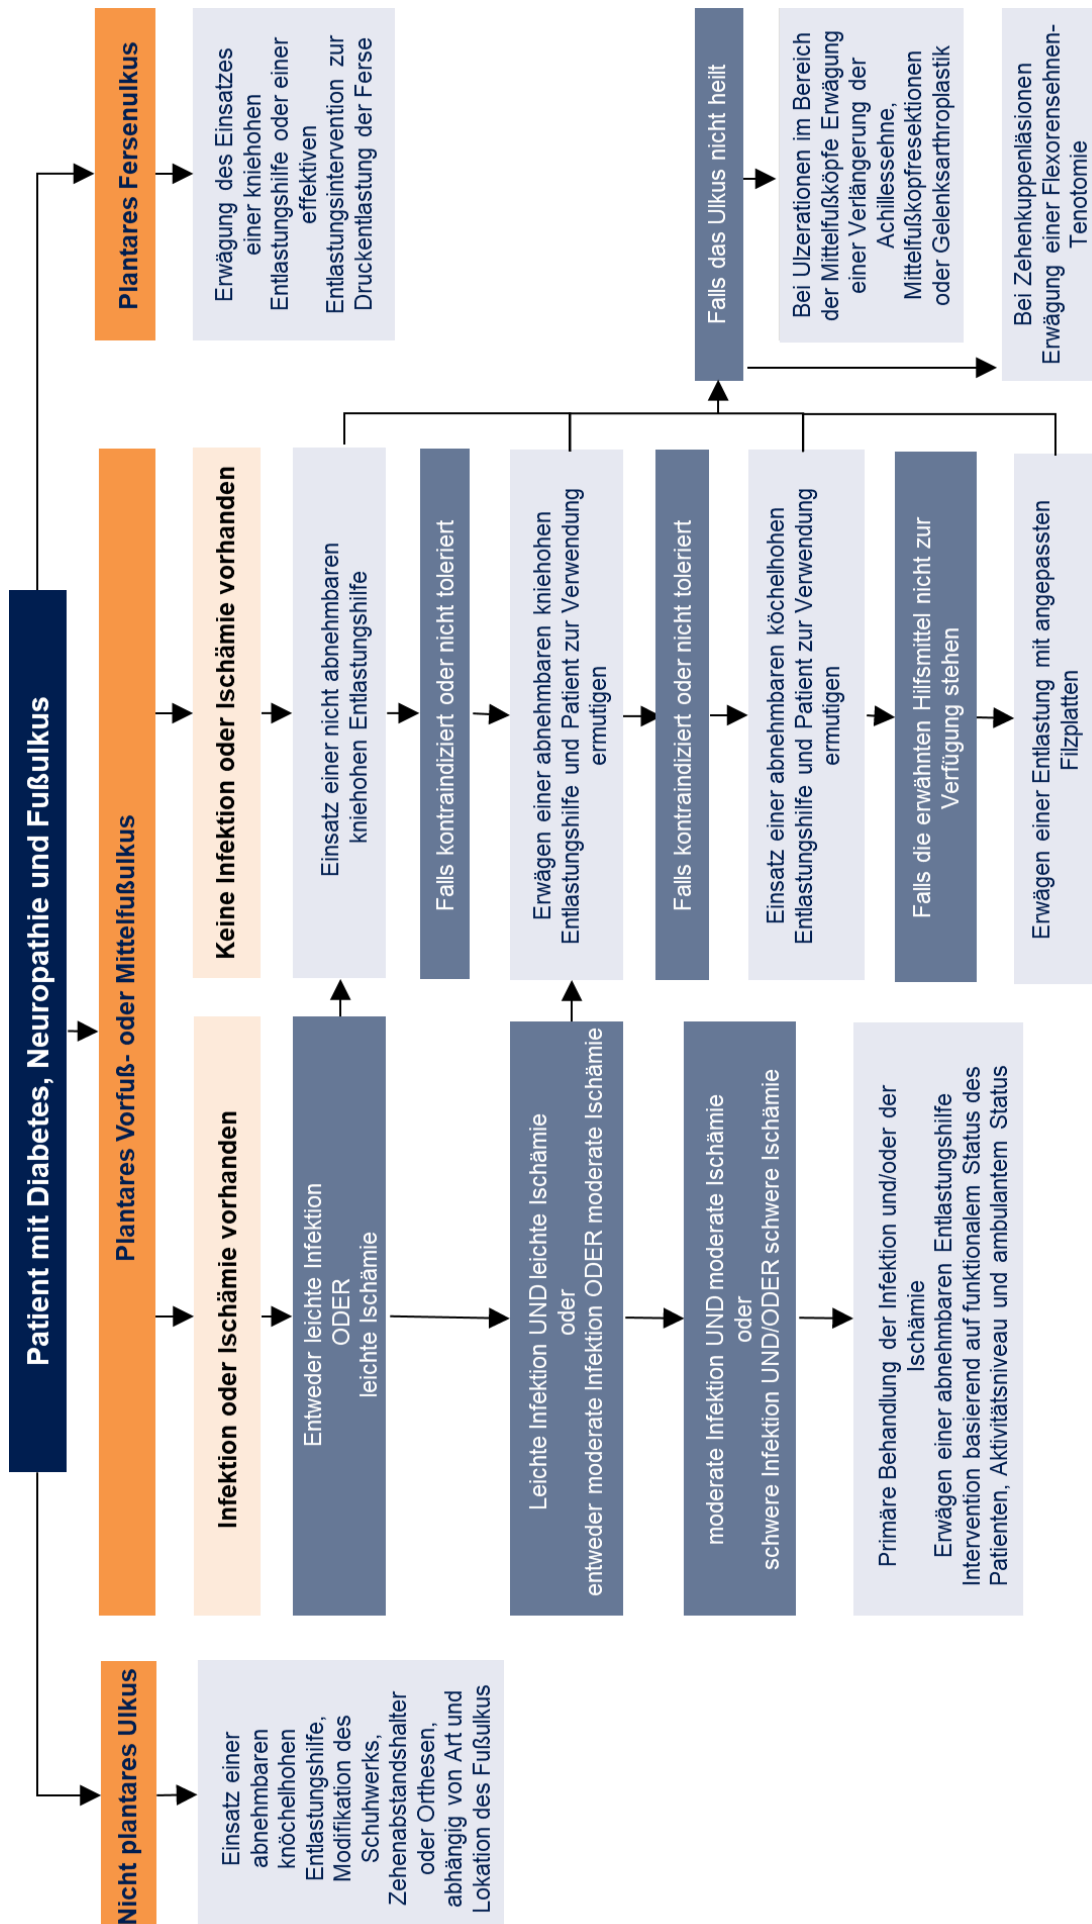 Patient mit Diabetes, Neuropathie und Fußulkus
Nicht plantares Ulkus
Einsatz einer
abnehmbaren
knöchelhohen
Entlastungshilfe,
Modifikation des
Schuhwerks,
Zehenabstandshalter
oder Orthesen,
abhängig von Art und
Lokation des Fußulkus
Plantares Vorfuß- oder Mittelfußulkus
Infektion oder Ischämie vorhanden
Entweder leichte Infektion
ODER
leichte Ischämie
Leichte Infektion UND leichte Ischämie
oder
entweder moderate Infektion ODER moderate Ischämie
moderate Infektion UND moderate Ischämie
oder
schwere Infektion UND/ODER schwere Ischämie
Primäre Behandlung der Infektion und/oder der
Ischämie
Erwägen einer abnehmbaren Entlastungshilfe
Intervention basierend auf funktionalem Status des
Patienten, Aktivitätsniveau und ambulantem Status
Keine Infektion oder Ischämie vorhanden
Einsatz einer nicht abnehmbaren
kniehohen Entlastungshilfe
Falls kontraindiziert oder nicht toleriert
Erwägen einer abnehmbaren kniehohen
Entlastungshilfe und Patient zur Verwendung
ermutigen
Falls kontraindiziert oder nicht toleriert
Einsatz einer abnehmbaren köchelhohen
Entlastungshilfe und Patient zur Verwendung
ermutigen
Falls die erwähnten Hilfsmittel nicht zur
Verfügung stehen
Erwägen einer Entlastung mit angepassten
Filzplatten
Plantares Fersenulkus
Erwägung des Einsatzes
einer kniehohen
Entlastungshilfe oder einer
effektiven
Entlastungsintervention zur
Druckentlastung der Ferse
Falls das Ulkus nicht heilt
Bei Ulzerationen im Bereich
der Mittelfußköpfe Erwägung
einer Verlängerung der
Achillessehne,
Mittelfußkopfresektionen
oder Gelenksarthroplastik
Bei Zehenkuppenläsionen
Erwägung einer Flexorensehnen-
Tenotomie